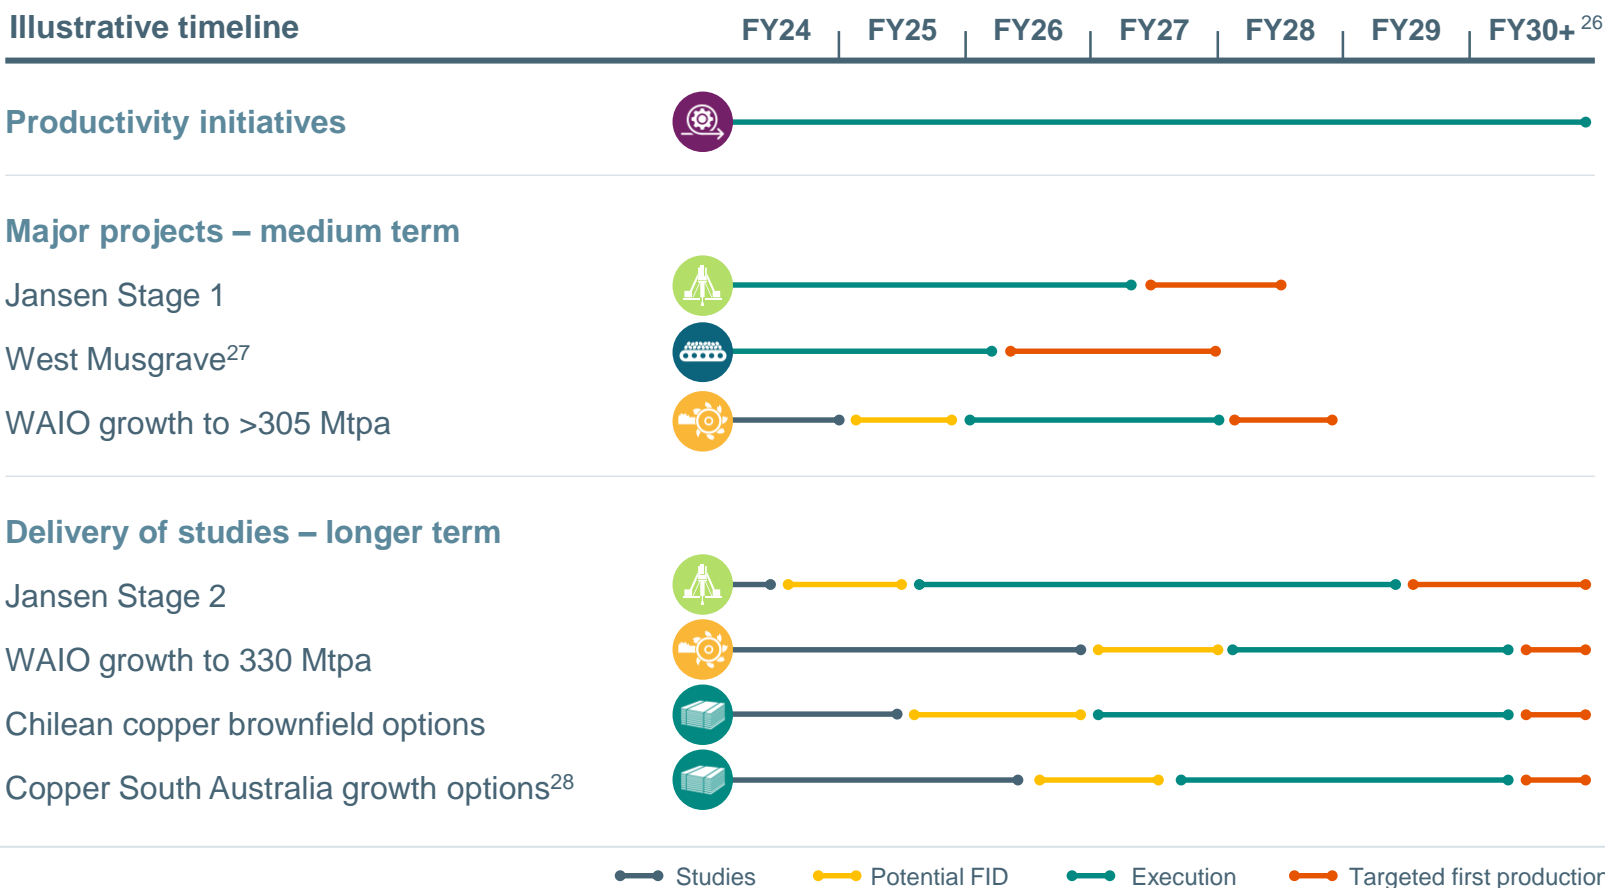 Illustrative timeline FY24 FY25 FY26 FY27 FY28 FY29 FY30+ 26
Productivity initiatives
Major projects – medium term
Jansen Stage 1
West Musgrave27
WAIO growth to >305 Mtpa
Delivery of studies – longer term
Jansen Stage 2
WAIO growth to 330 Mtpa
Chilean copper brownfield options
Copper South Australia growth options28
Studies Potential FID Execution Targeted first production